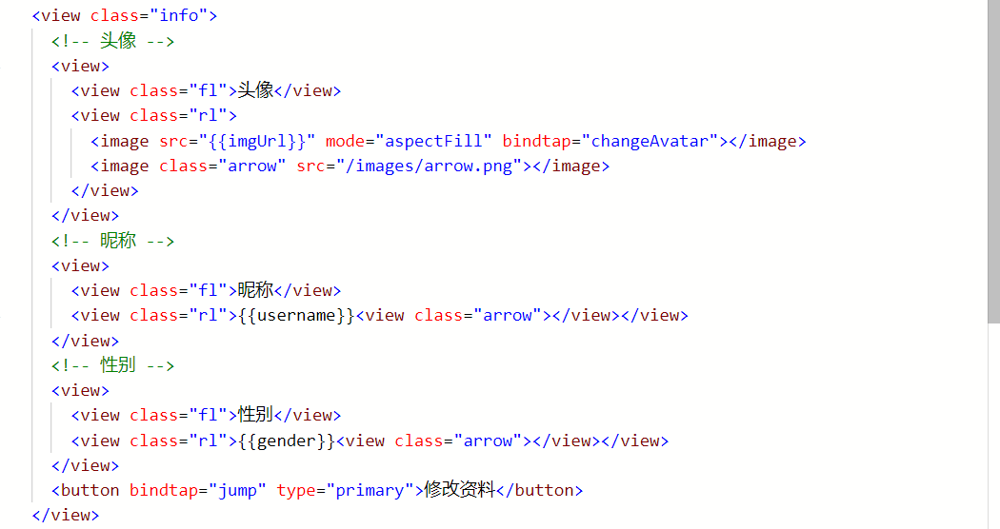 <view class="info">
<!-- 头像 -->
<view>
<view class="fl">头像</view>
<view class="rl">
<image src="{{imgUrl}}" mode="aspectFill" bindtap="changeAvatar"></image>
<image class="arrow" src="/images/arrow.png"></image>
</view>
</view>
<!-- 昵称 -->
<view>
<view class="fl">昵称</view>
<view class="rl">{{username}}<view class="arrow"></view></view>
</view>
<!-- 性别 -->
<view>
<view class="fl">性别</view>
<view class="rl">{{gender}}<view class="arrow"></view></view>
</view>
<button bindtap="jump" type="primary">修改资料</button>
</view>